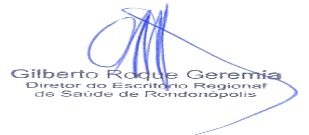 Gilberto Roque Geremia
Diretor do Escritório Regional
de Saúde de Rondonópolis